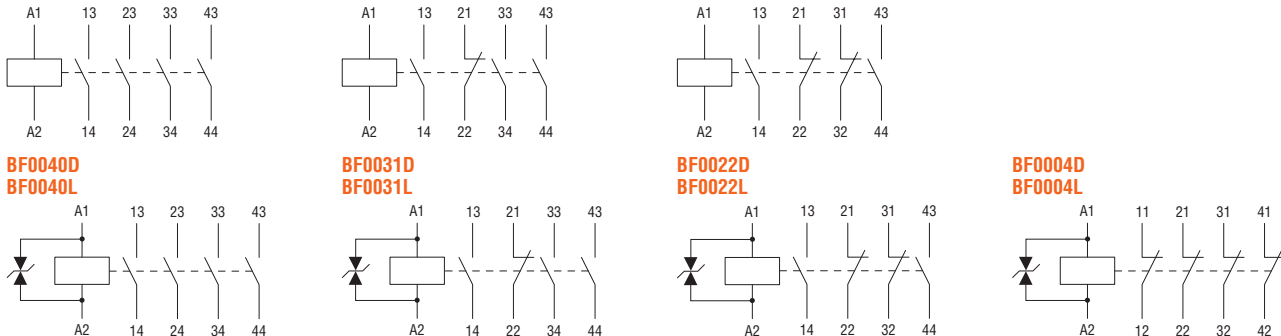 A1 13 23 33 43
A2 14 24 34 44
A1 13 21 33 43
A2 14 22 34 44
A1 13 21 31 43
A2 14 22 32 44
BF0040D
BF0040L
A1 13 23 33 43
A2 14 24 34 44
BF0031D
BF0031L
A1 13 21 33 43
A2 14 22 34 44
BF0022D
BF0022L
A1 13 21 31 43
A2 14 22 32 44
BF0004D
BF0004L
A1 11 21 31 41
A2 12 22 32 42